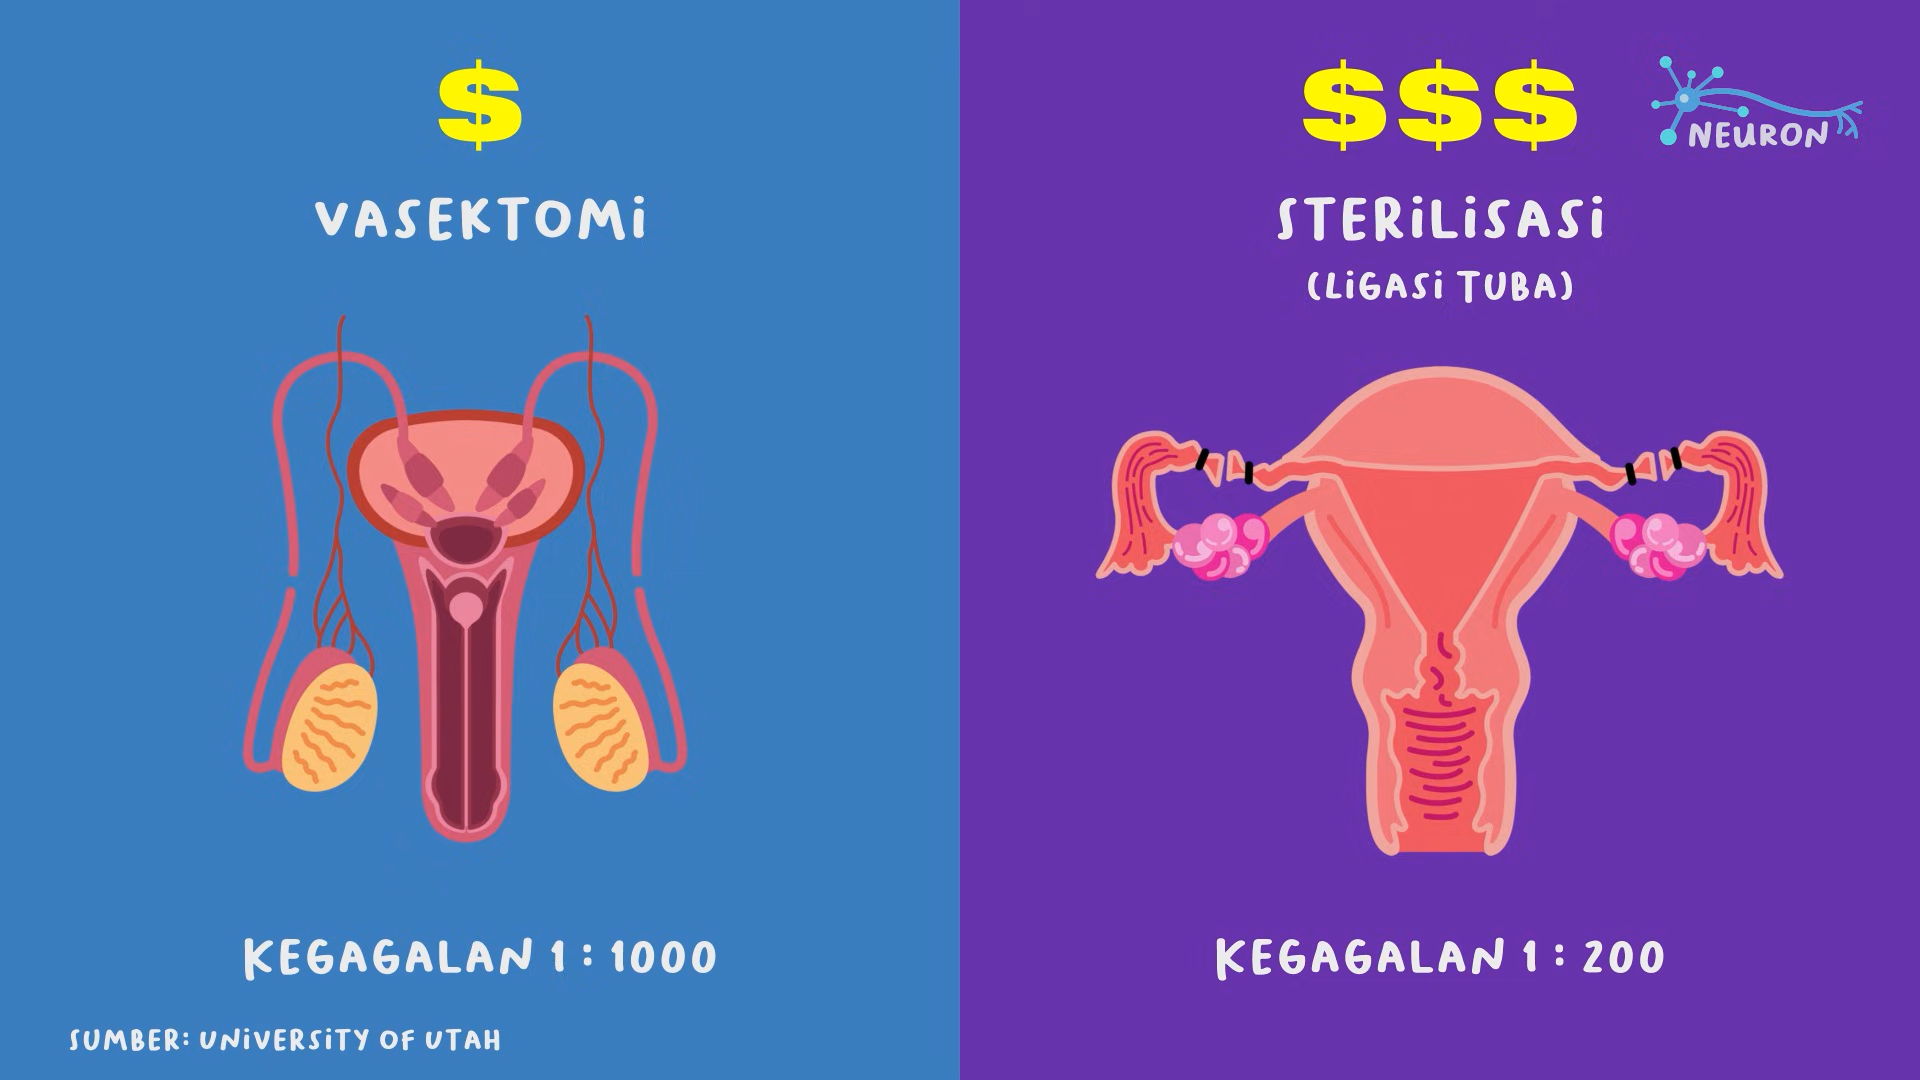 $
VASEKTOMi
KEGAGALAN 1 : 1000
SUMBER: UNiVERSiTY OF UTAH
$$$
NEURON
STERiLiSASi
(LiGASi TUBA)
KEGAGALAN 1 : 200